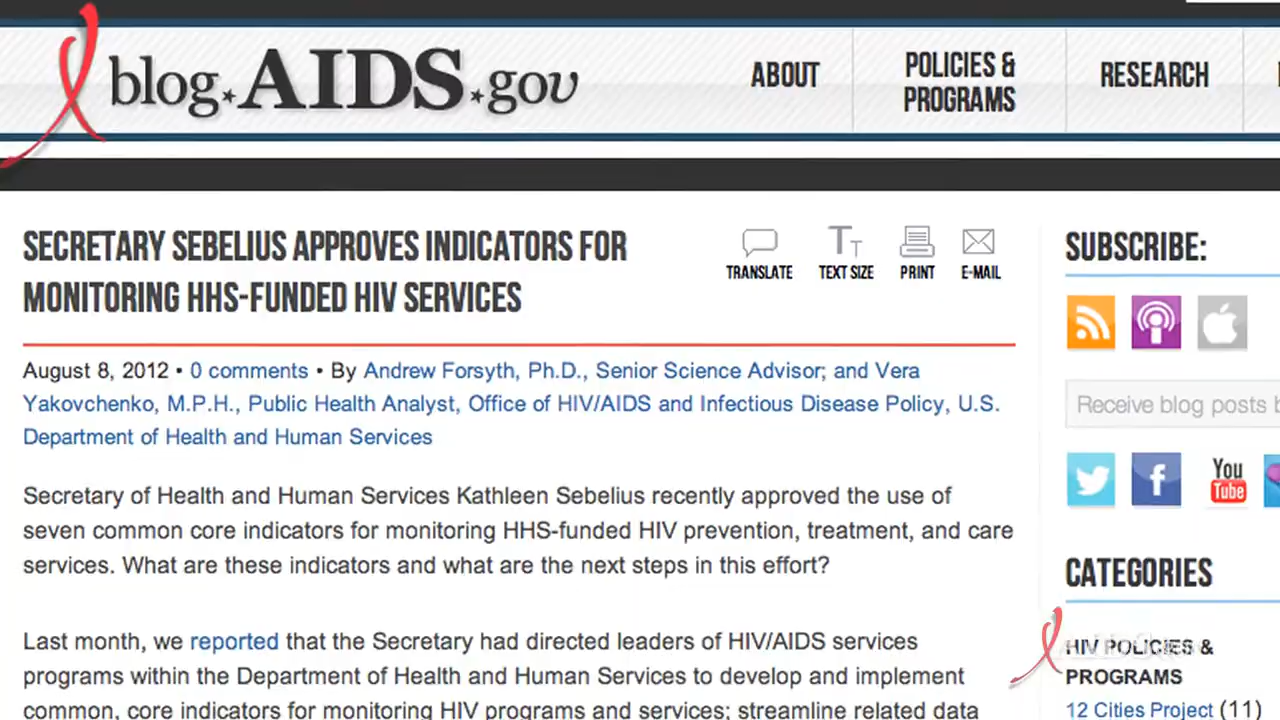 blog.AIDS.gov
ABOUT
POLICIES &
PROGRAMS
RESEARCH
SECRETARY SEBELIUS APPROVES INDICATORS FOR
MONITORING HHS-FUNDED HIV SERVICES
TRANSLATE
TEXT SIZE
PRINT
E-MAIL
August 8, 2012 • 0 comments • By Andrew Forsyth, Ph.D., Senior Science Advisor; and Vera
Yakovchenko, M.P.H., Public Health Analyst, Office of HIV/AIDS and Infectious Disease Policy, U.S.
Department of Health and Human Services
Secretary of Health and Human Services Kathleen Sebelius recently approved the use of
seven common core indicators for monitoring HHS-funded HIV prevention, treatment, and care
services. What are these indicators and what are the next steps in this effort?
Last month, we reported that the Secretary had directed leaders of HIV/AIDS services
programs within the Department of Health and Human Services to develop and implement
common, core indicators for monitoring HIV programs and services; streamline related data
SUBSCRIBE:
Receive blog posts b
You
Tube
CATEGORIES
HIV POLICIES &
PROGRAMS
12 Cities Project (11)